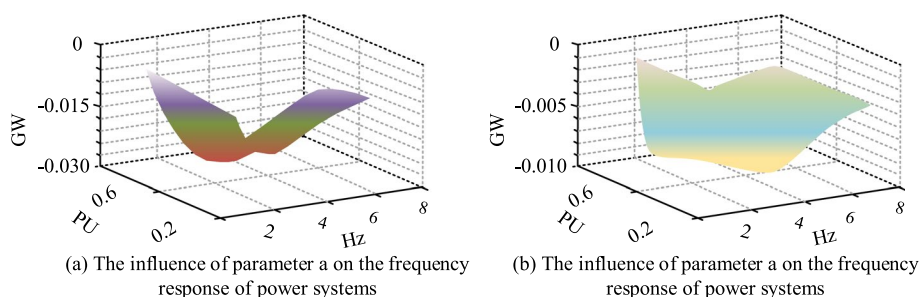 0
-0.015
-0.030
GW
0.6
0.2
PU
2
4
6
8
Hz
(a) The influence of parameter a on the frequency
response of power systems
0
-0.005
-0.010
GW
0.6
0.2
PU
2
4
6
8
Hz
(b) The influence of parameter a on the frequency
response of power systems